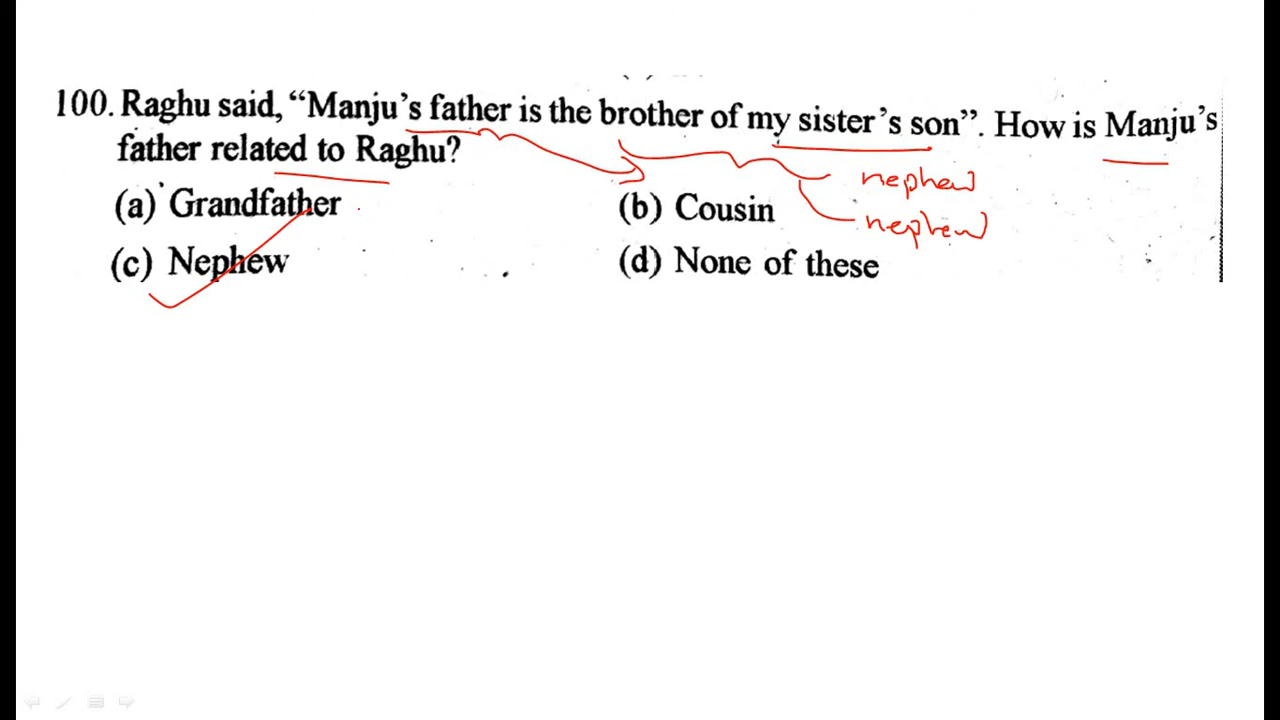 100. Raghu said, “Manju’s father is the brother of my sister’s son”. How is Manju’s
father related to Raghu?
(a) Grandfather
(b) Cousin
(c) Nephew
(d) None of these
nephew
nephew